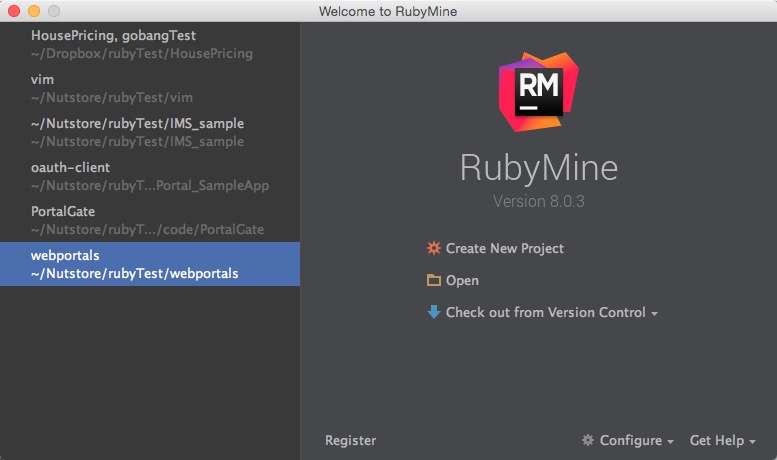 Welcome to RubyMine
HousePricing, gobangTest
~/Dropbox/rubyTest/HousePricing
vim
~/Nutstore/rubyTest/vim
~/Nutstore/rubyTest/IMS_sample
~/Nutstore/rubyTest/IMS_sample
oauth-client
~/Nutstore/rubyT...Portal_SampleApp
PortalGate
~/Nutstore/rubyT.../code/PortalGate
webportals
~/Nutstore/rubyTest/webportals
RM
RubyMine
Version 8.0.3
Create New Project
Open
Check out from Version Control
Register
Configure
Get Help